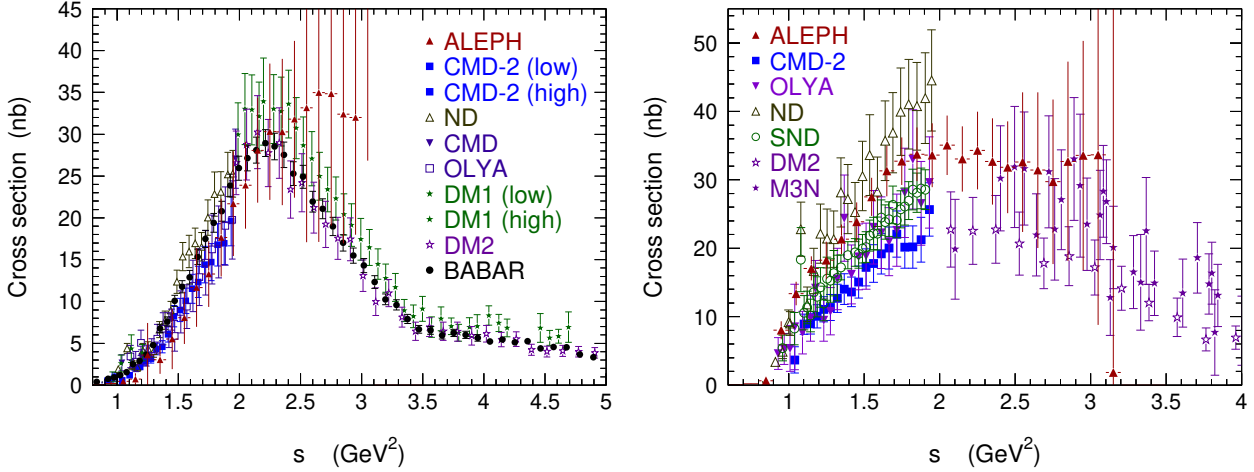 Cross section (nb)
45
40
35
30
25
20
15
10
5
0
1
1.5
2
2.5
3
3.5
4
4.5
5
s (GeV²)
ALEPH
CMD-2 (low)
CMD-2 (high)
ND
CMD
OLYA
DM1 (low)
DM1 (high)
DM2
BABAR
Cross section (nb)
50
40
30
20
10
0
1
1.5
2
2.5
3
3.5
4
s (GeV²)
ALEPH
CMD-2
OLYA
ND
SND
DM2
M3N